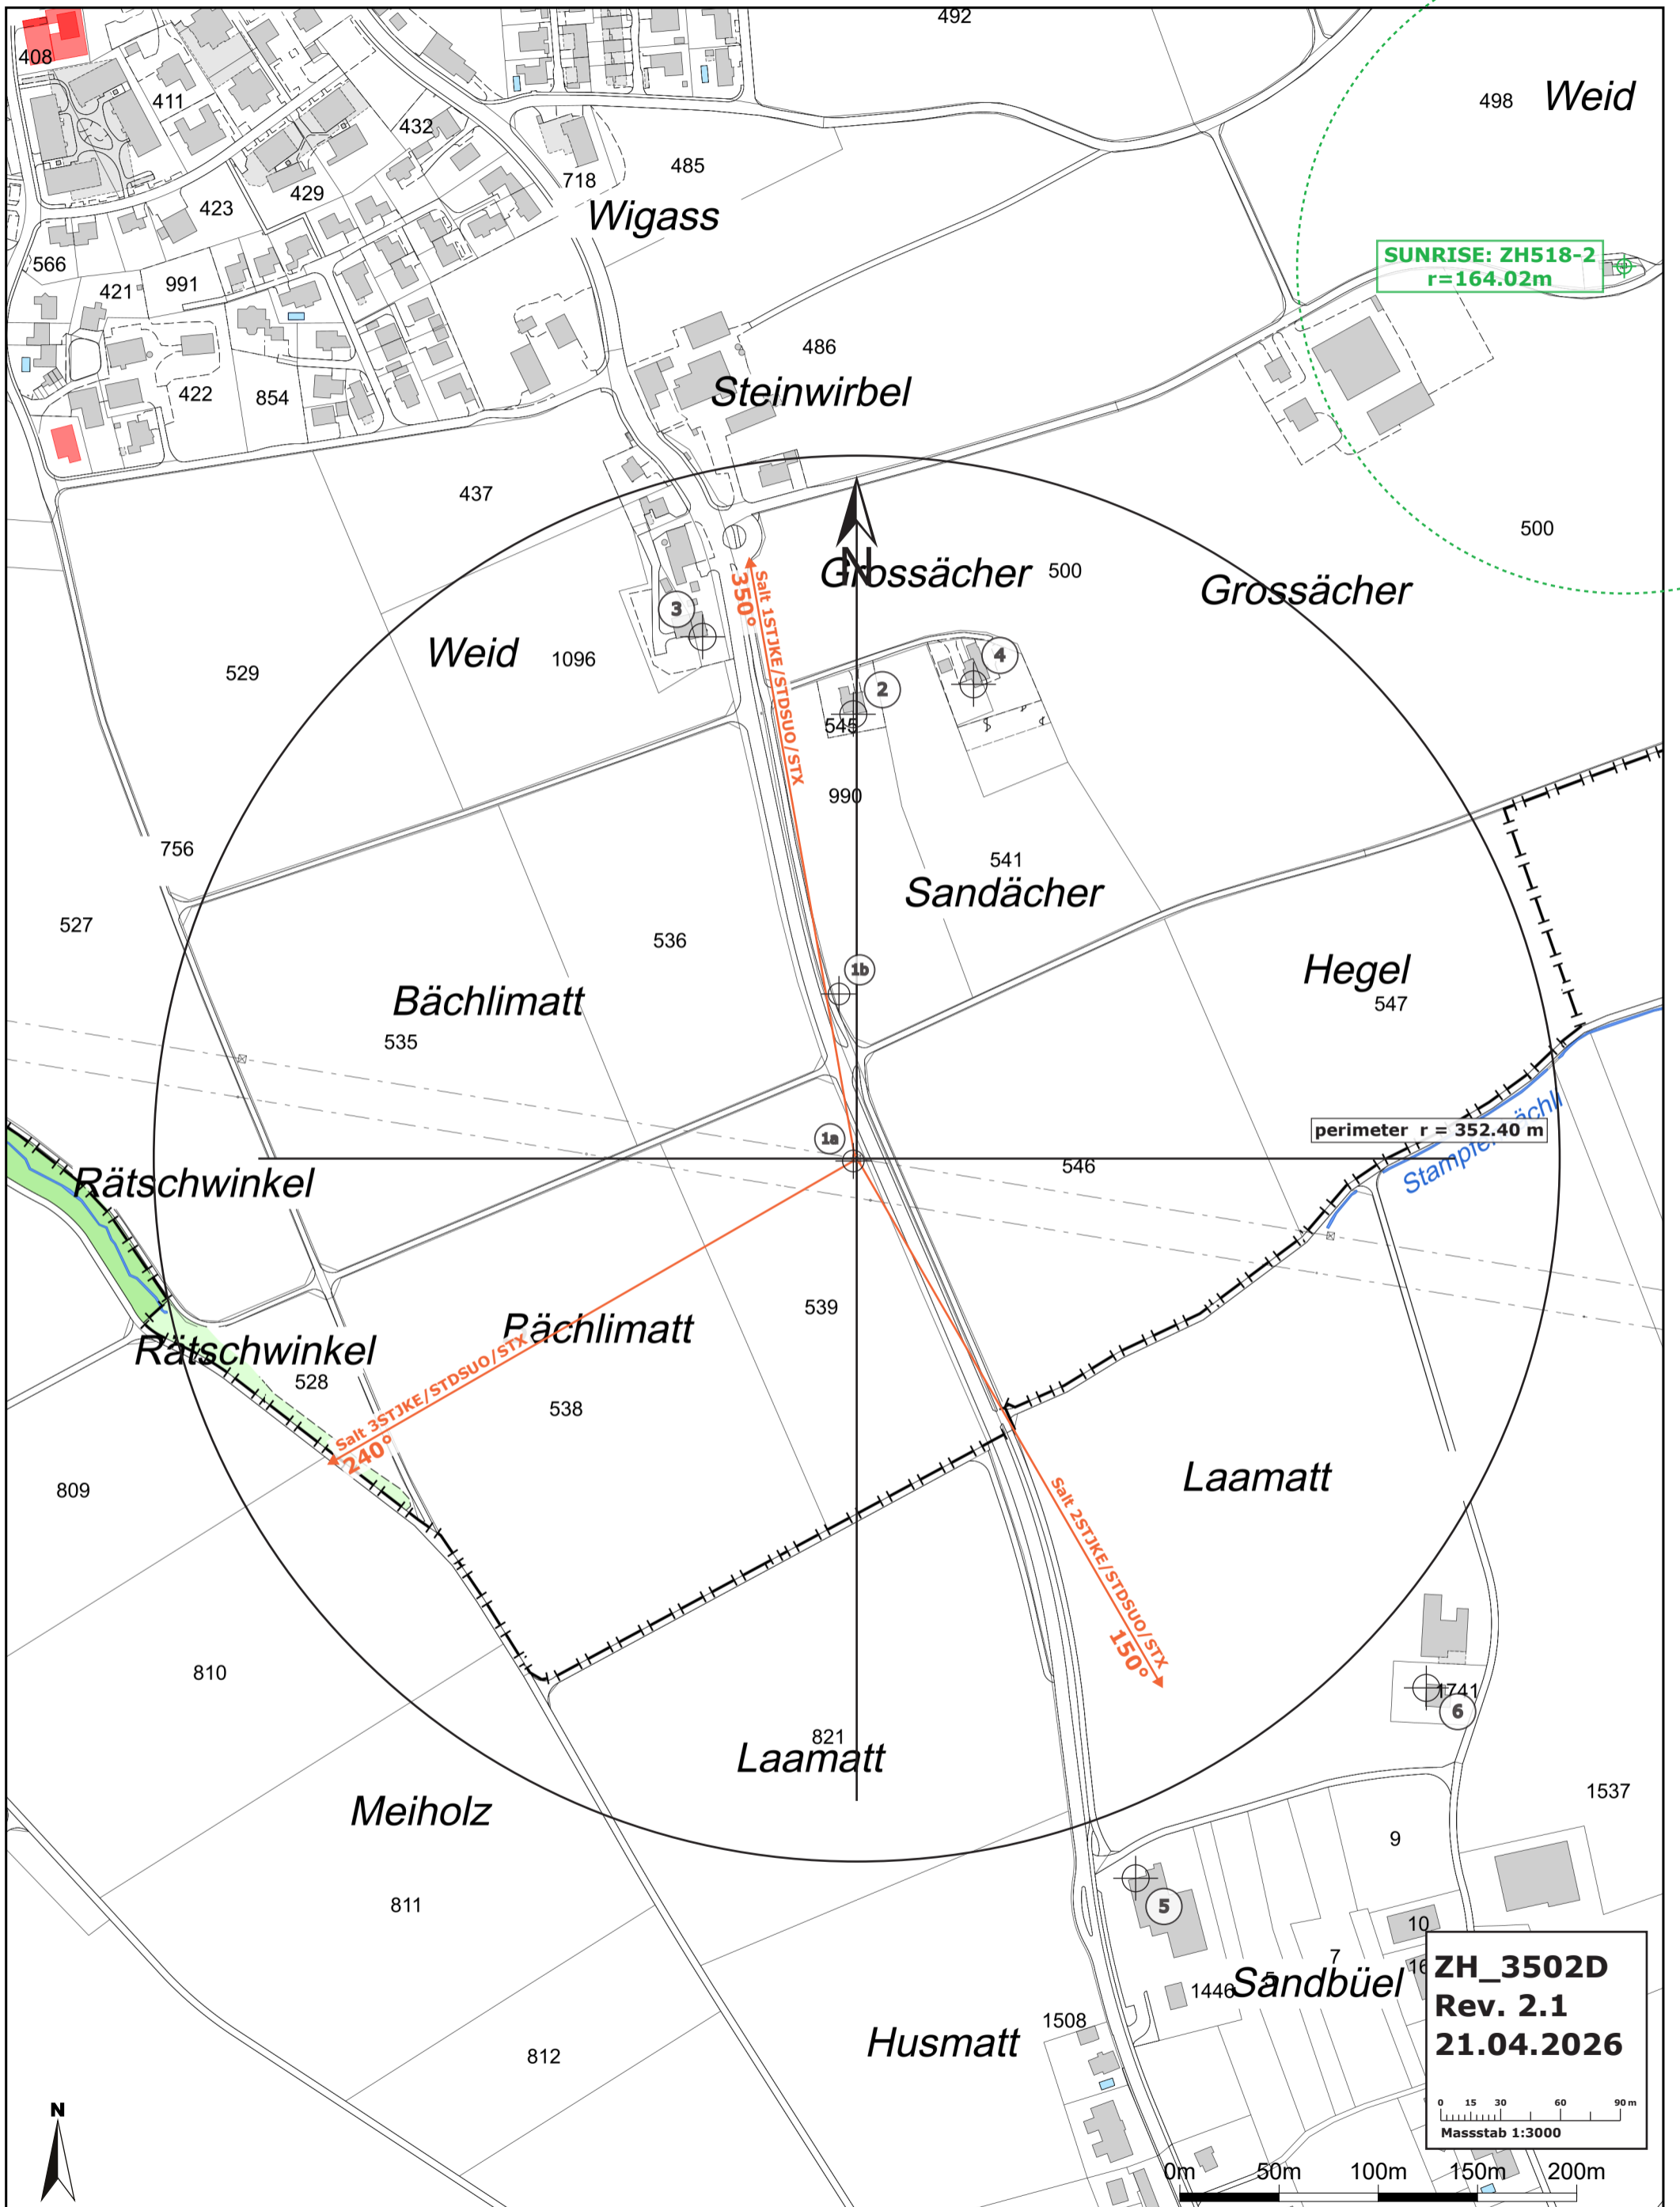 492
408
498
Weid
411
432
485
718
429
423
Wigass
566
SUNRISE: ZH518-2
r=164.02m
421
991
486
Steinwirbel
422
854
437
500
350°
Salt 1STJKE/STDSUO/STX
N
Grossächer
500
Grossächer
3
Weid
1096
529
4
2
545
990
756
541
Sandächer
527
536
1b
Hegel
547
Bächlimatt
535
perimeter r = 352.40 m
1a
546
Rätschwinkel
539
Bächlimatt
Rätschwinkel
528
Salt 3STJKE/STDSUO/STX
240°
538
809
Laamatt
Salt 2STJKE/STDSUO/STX
150°
810
1741
6
821
Laamatt
1537
Meiholz
9
811
5
10
7
16
1446
5
Sandbüel
1508
Husmatt
812
ZH_3502D
Rev. 2.1
21.04.2026
0 15 30 60 90 m
Massstab 1:3000
N
0m 50m 100m 150m 200m